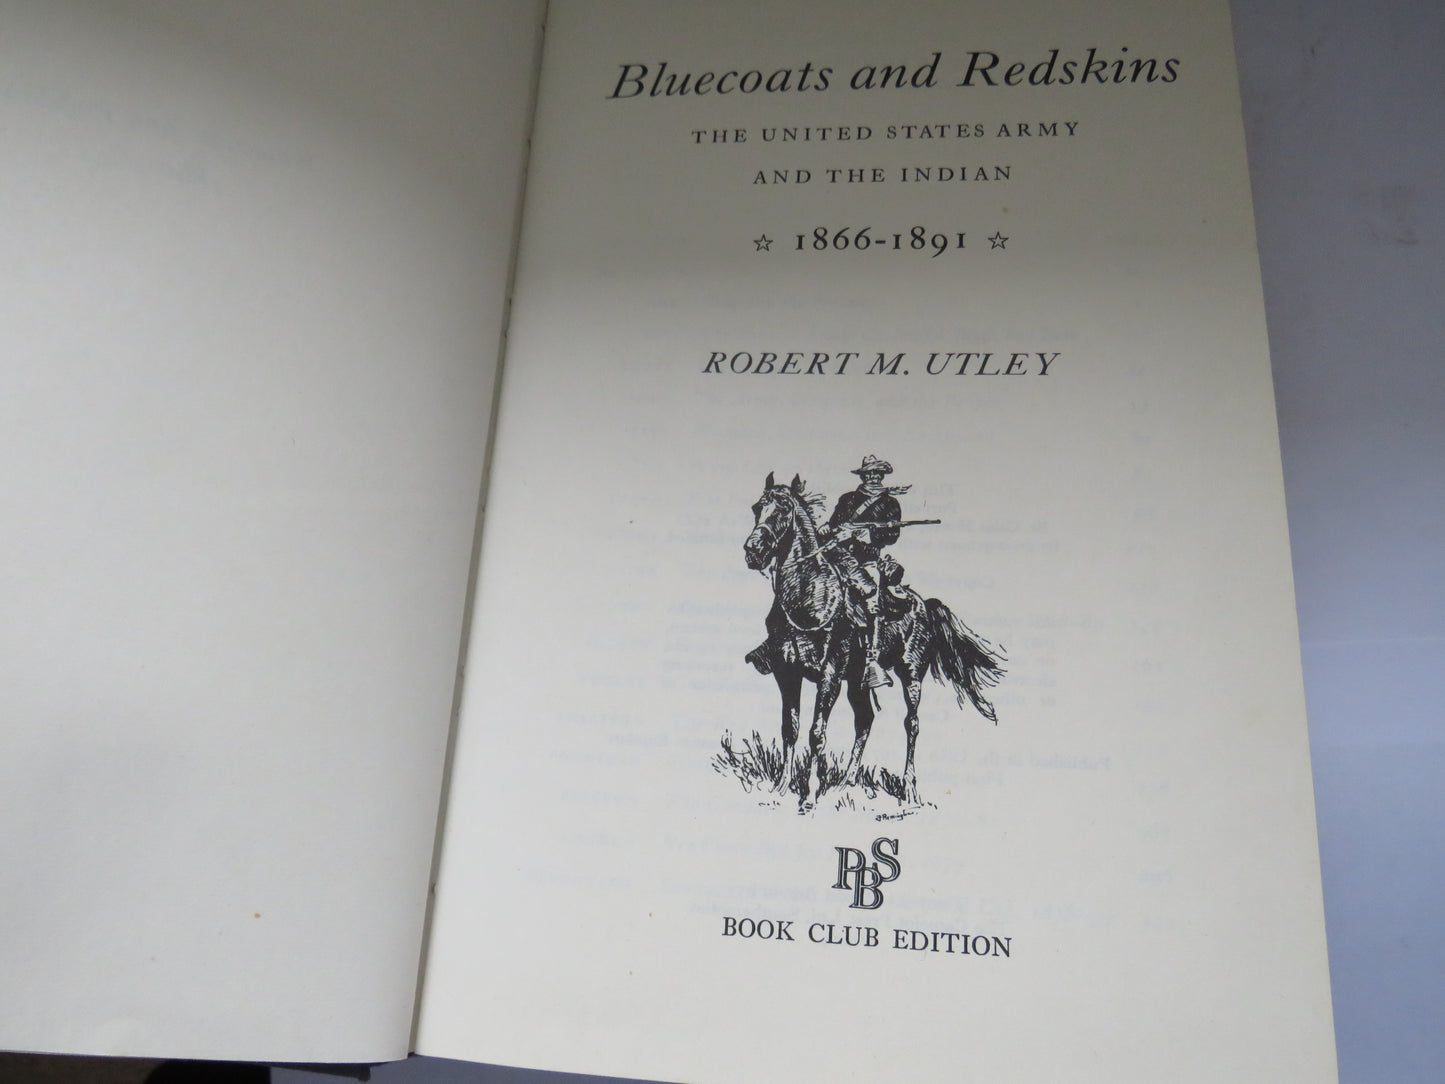 Bluecoats and Redskins
THE UNITED STATES ARMY
AND THE INDIAN
☆ 1866-1891 ☆
ROBERT M. UTLEY
PBS
BOOK CLUB EDITION